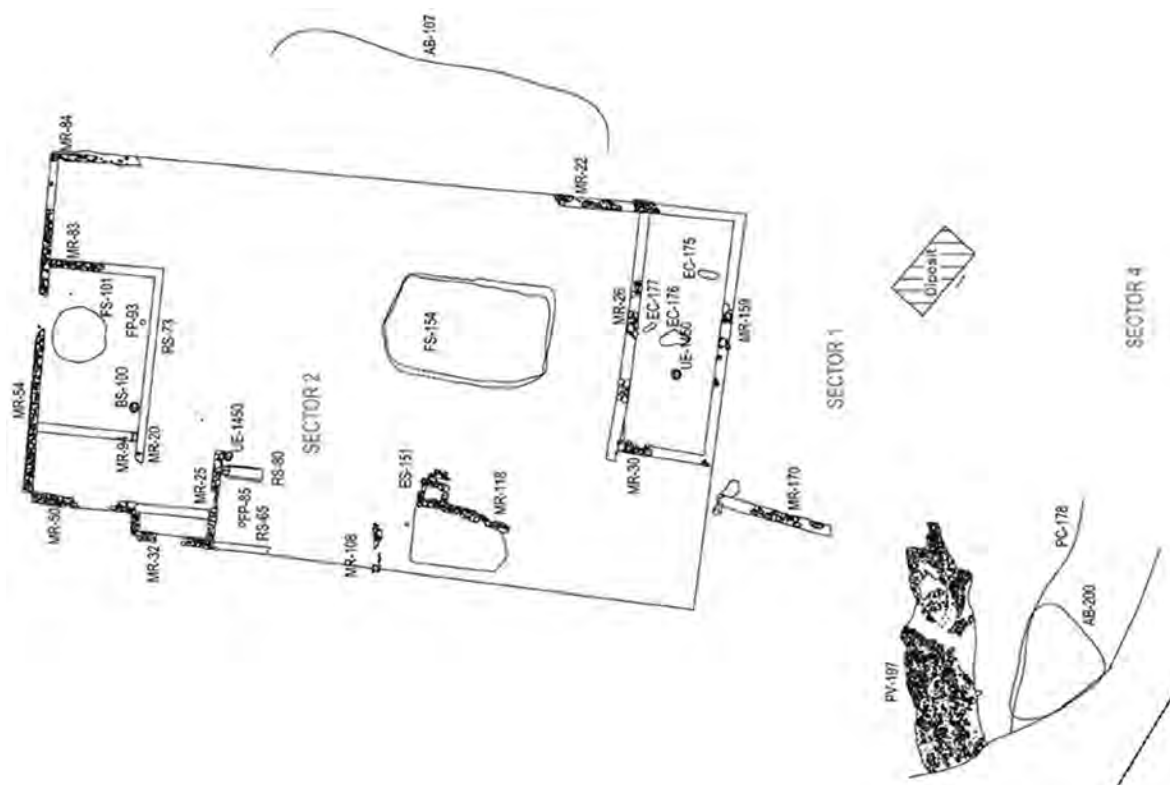 AB-107
MR-84
MR-83
FS-101
FP-93
RS-73
MR-54
BS-100
MR-94
MR-20
MR-50
MR-25
UE-1450
RS-80
FP-85
RS-65
MR-32
SECTOR 2
MR-22
FS-154
MR-26
EC-175
EC-177
EC-176
UE-1460
MR-159
MR-30
ES-151
MR-118
MR-108
MR-170
SECTOR 1
Diposit
SECTOR 4
PV-197
PC-178
AB-200